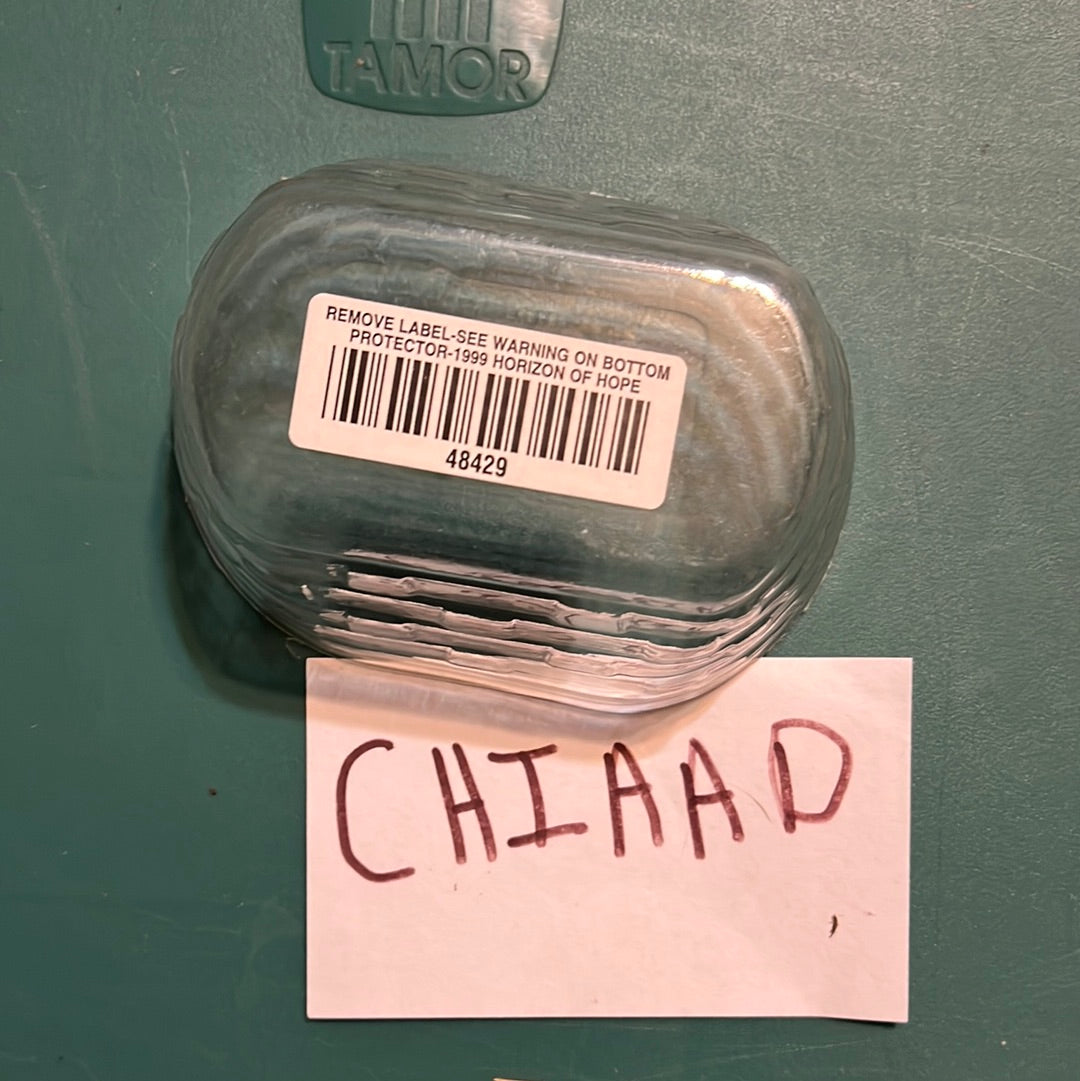 TAMOR
REMOVE LABEL-SEE WARNING ON BOTTOM
PROTECTOR-1999 HORIZON OF HOPE
48429
CHIAAD